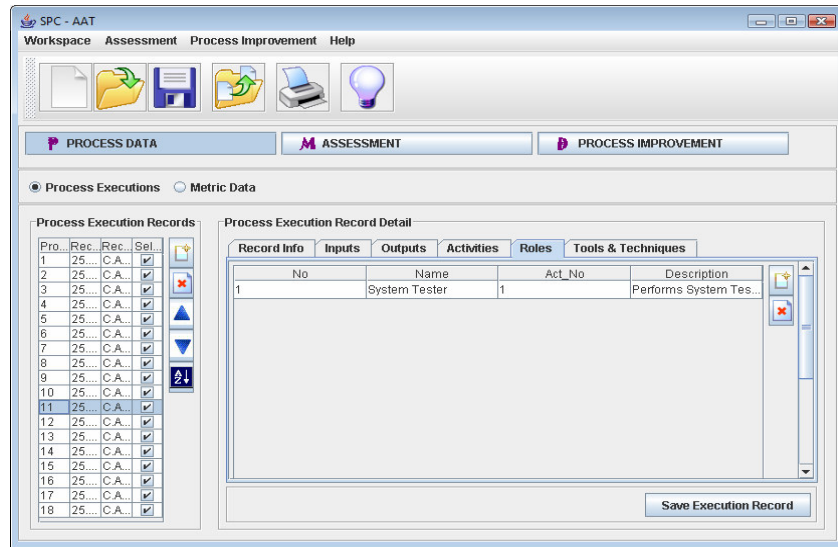 SPC - AAT
Workspace Assessment Process Improvement Help
P PROCESS DATA M ASSESSMENT PROCESS IMPROVEMENT
Process Executions Metric Data
Process Execution Records
Pro... Rec... Rec... Sel...
1 25.... C.A...
2 25.... C.A...
3 25.... C.A...
4 25.... C.A...
5 25.... C.A...
6 25.... C.A...
7 25.... C.A...
8 25.... C.A...
9 25.... C.A...
10 25.... C.A...
11 25.... C.A...
12 25.... C.A...
13 25.... C.A...
14 25.... C.A...
15 25.... C.A...
16 25.... C.A...
17 25.... C.A...
18 25.... C.A...
A
Z
Process Execution Record Detail
Record Info Inputs Outputs Activities Roles Tools & Techniques
No Name Act_No Description
1 System Tester 1 Performs System Tes...
Save Execution Record